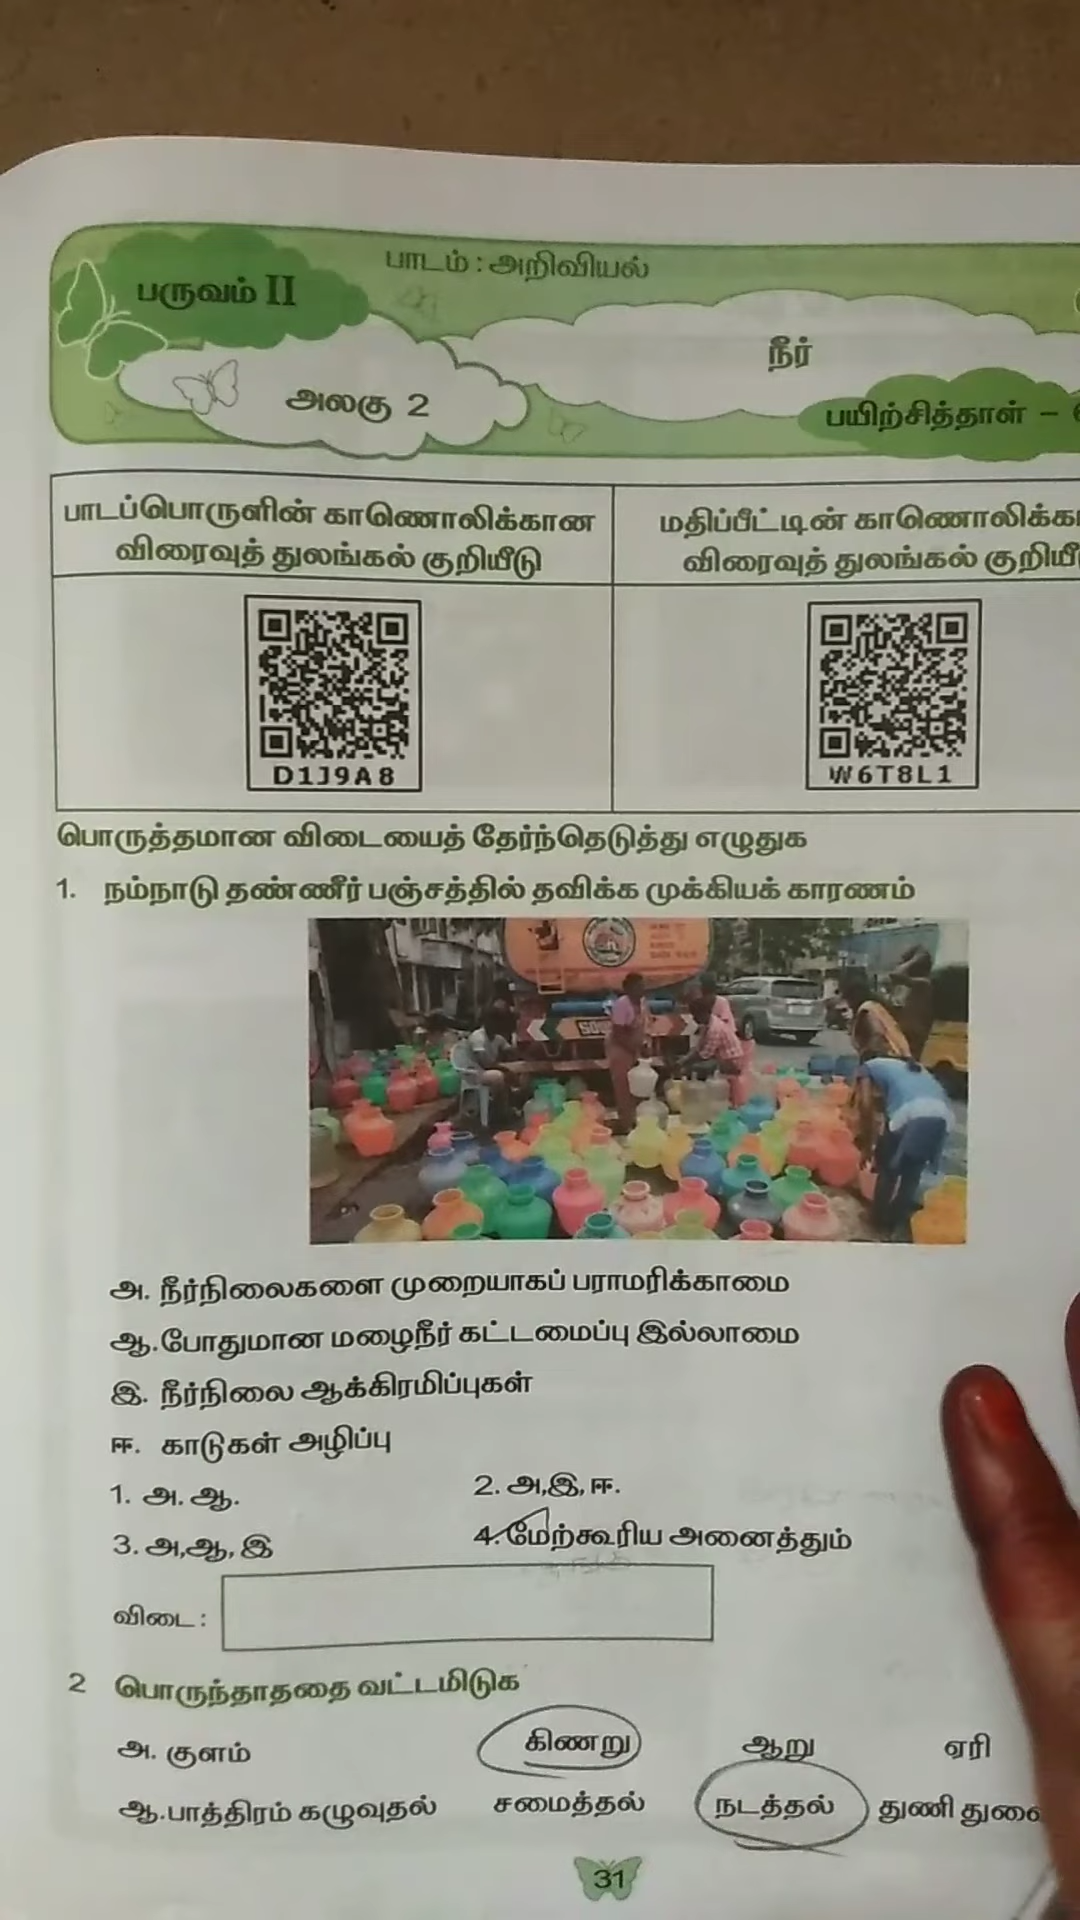 பாடம் : அறிவியல்
பருவம் II
நீர்
அலகு 2
பயிற்சித்தாள் –
பாடப்பொருளின் காணொலிக்கான
விரைவுத் துலங்கல் குறியீடு
மதிப்பீட்டின் காணொலிக்கா
விரைவுத் துலங்கல் குறியீ
D1J9A8
W6T8L1
பொருத்தமான விடையைத் தேர்ந்தெடுத்து எழுதுக
1. நம்நாடு தண்ணீர் பஞ்சத்தில் தவிக்க முக்கியக் காரணம்
அ. நீர்நிலைகளை முறையாகப் பராமரிக்காமை
ஆ.போதுமான மழைநீர் கட்டமைப்பு இல்லாமை
இ. நீர்நிலை ஆக்கிரமிப்புகள்
ஈ. காடுகள் அழிப்பு
1. அ. ஆ.
2. அ,இ, ஈ.
3. அ,ஆ, இ
4. மேற்கூரிய அனைத்தும்
விடை :
2 பொருந்தாததை வட்டமிடுக
அ. குளம் கிணறு ஆறு ஏரி
ஆ.பாத்திரம் கழுவுதல் சமைத்தல் நடத்தல் துணி துவை
31